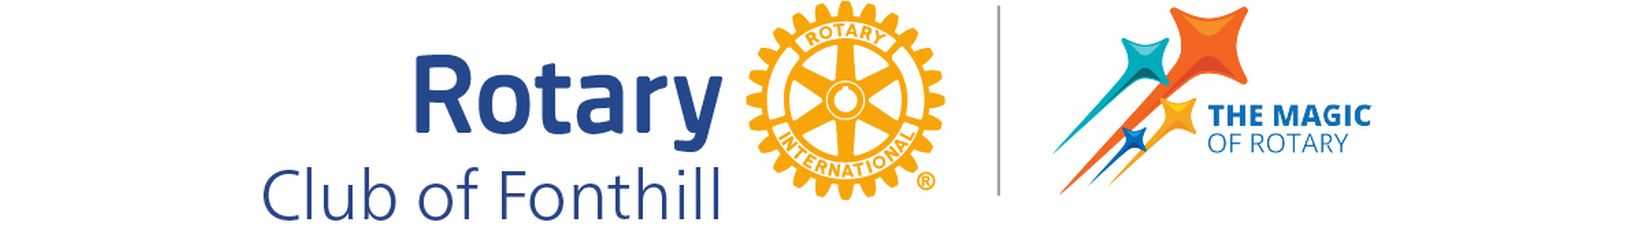 Rotary
Club of Fonthill
ROTARY
INTERNATIONAL
®
THE MAGIC
OF ROTARY